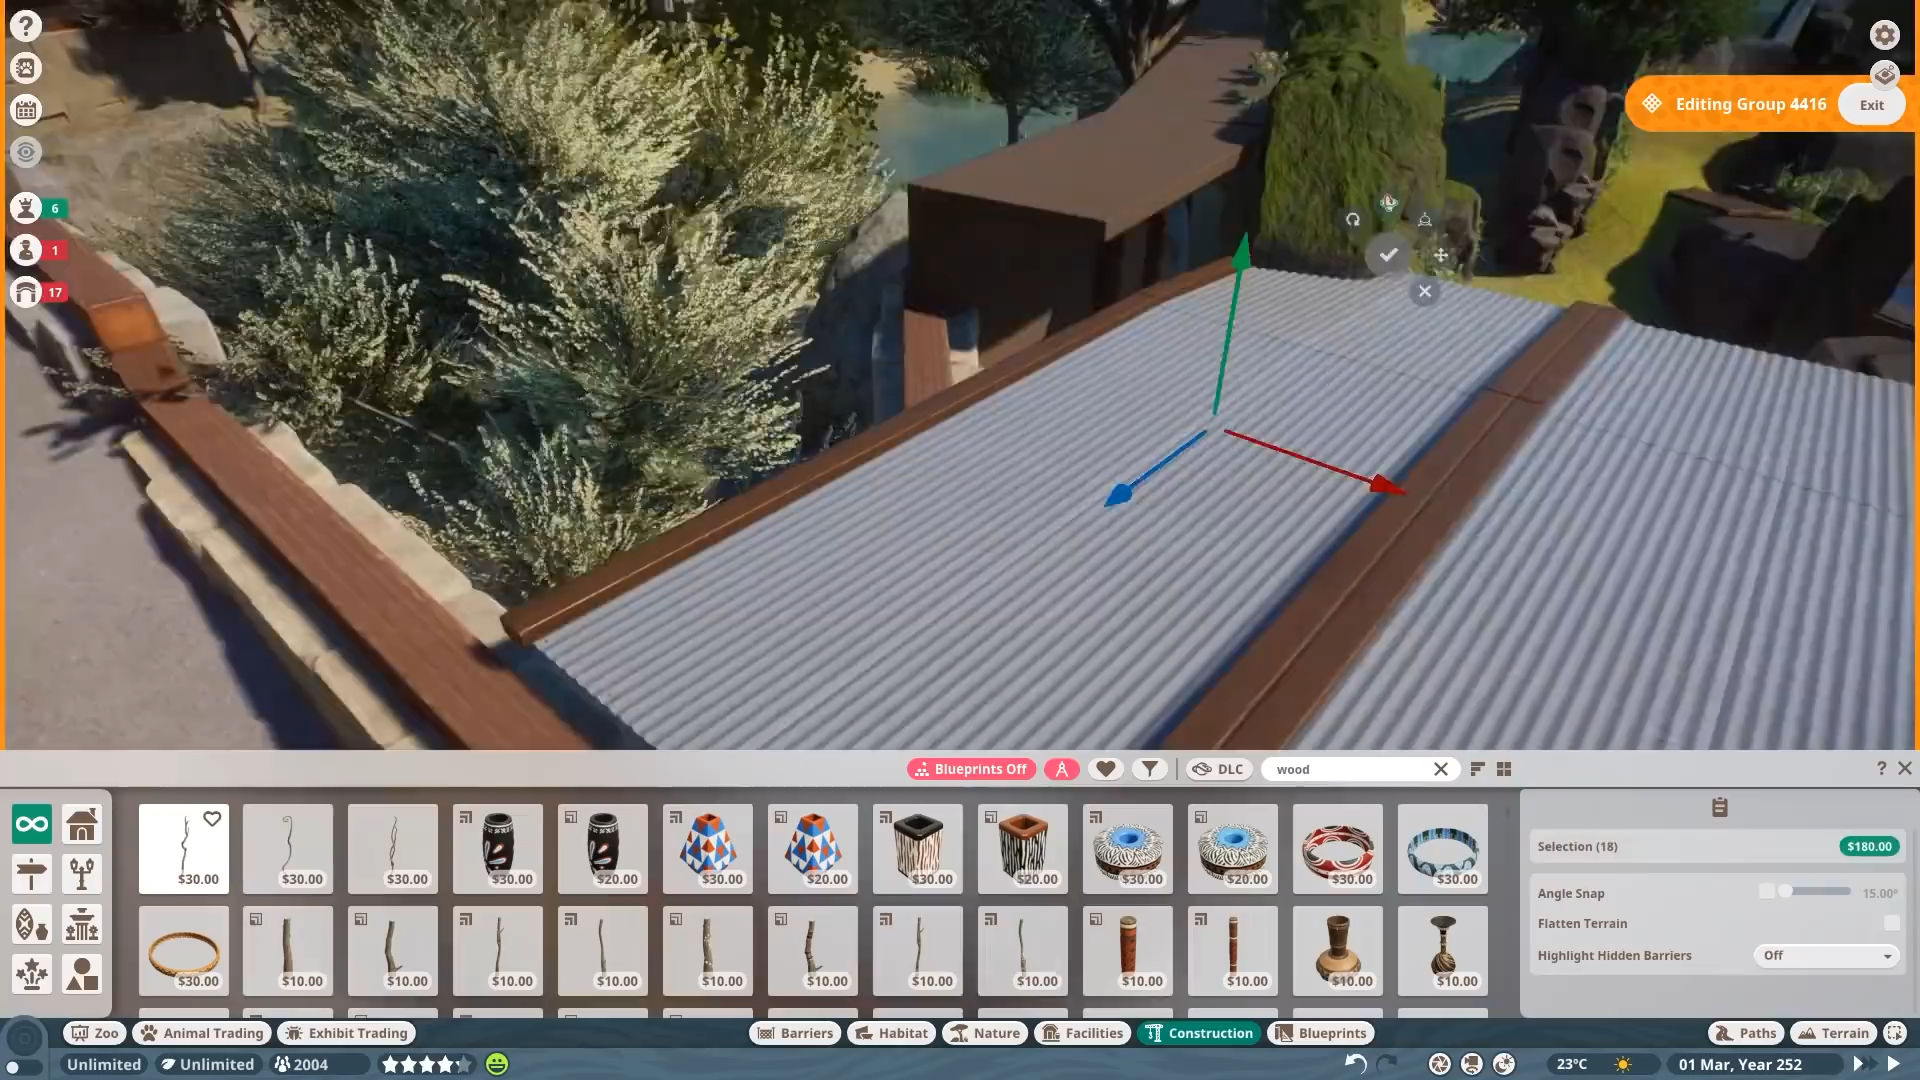 ?
Editing Group 4416
Exit
6
1
17
Blueprints Off
DLC
wood
?
$30.00
$30.00
$30.00
$30.00
$20.00
$30.00
$20.00
$30.00
$20.00
$30.00
$20.00
$30.00
$30.00
$30.00
$10.00
$10.00
$10.00
$10.00
$10.00
$10.00
$10.00
$10.00
$10.00
$10.00
$10.00
$10.00
Selection (18)
$180.00
Angle Snap
15.00°
Flatten Terrain
Highlight Hidden Barriers
Off
Zoo
Animal Trading
Exhibit Trading
Barriers
Habitat
Nature
Facilities
Construction
Blueprints
Paths
Terrain
Unlimited
Unlimited
2004
23°C
01 Mar, Year 252